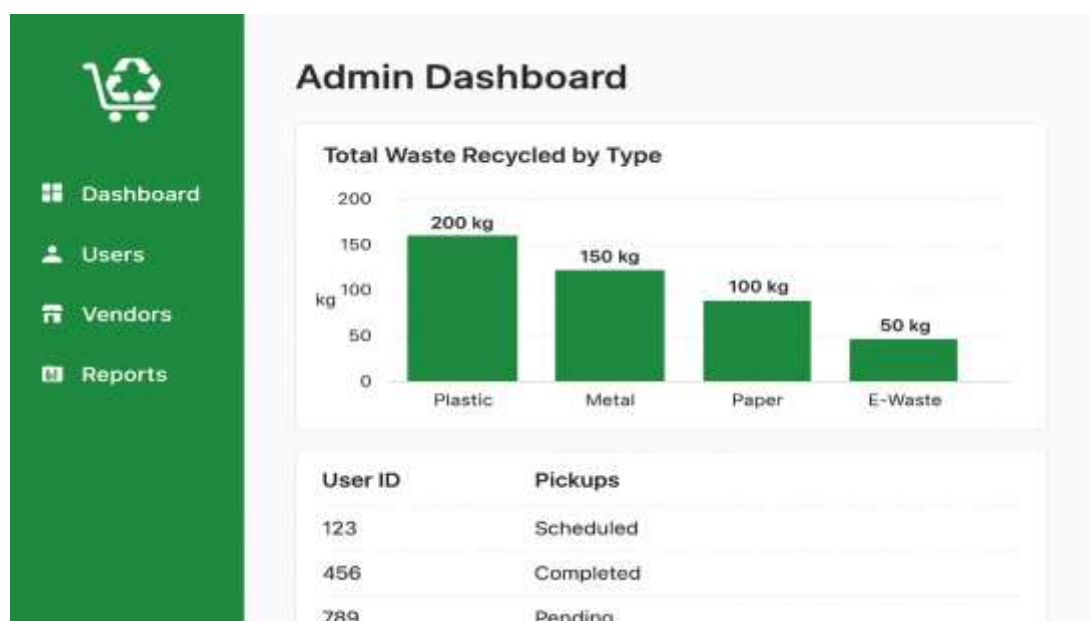 Admin Dashboard
Dashboard
Users
Vendors
Reports
Total Waste Recycled by Type
200
150
kg 100
50
0
200 kg
150 kg
100 kg
50 kg
Plastic Metal Paper E-Waste
User ID Pickups
123 Scheduled
456 Completed
789 Pending